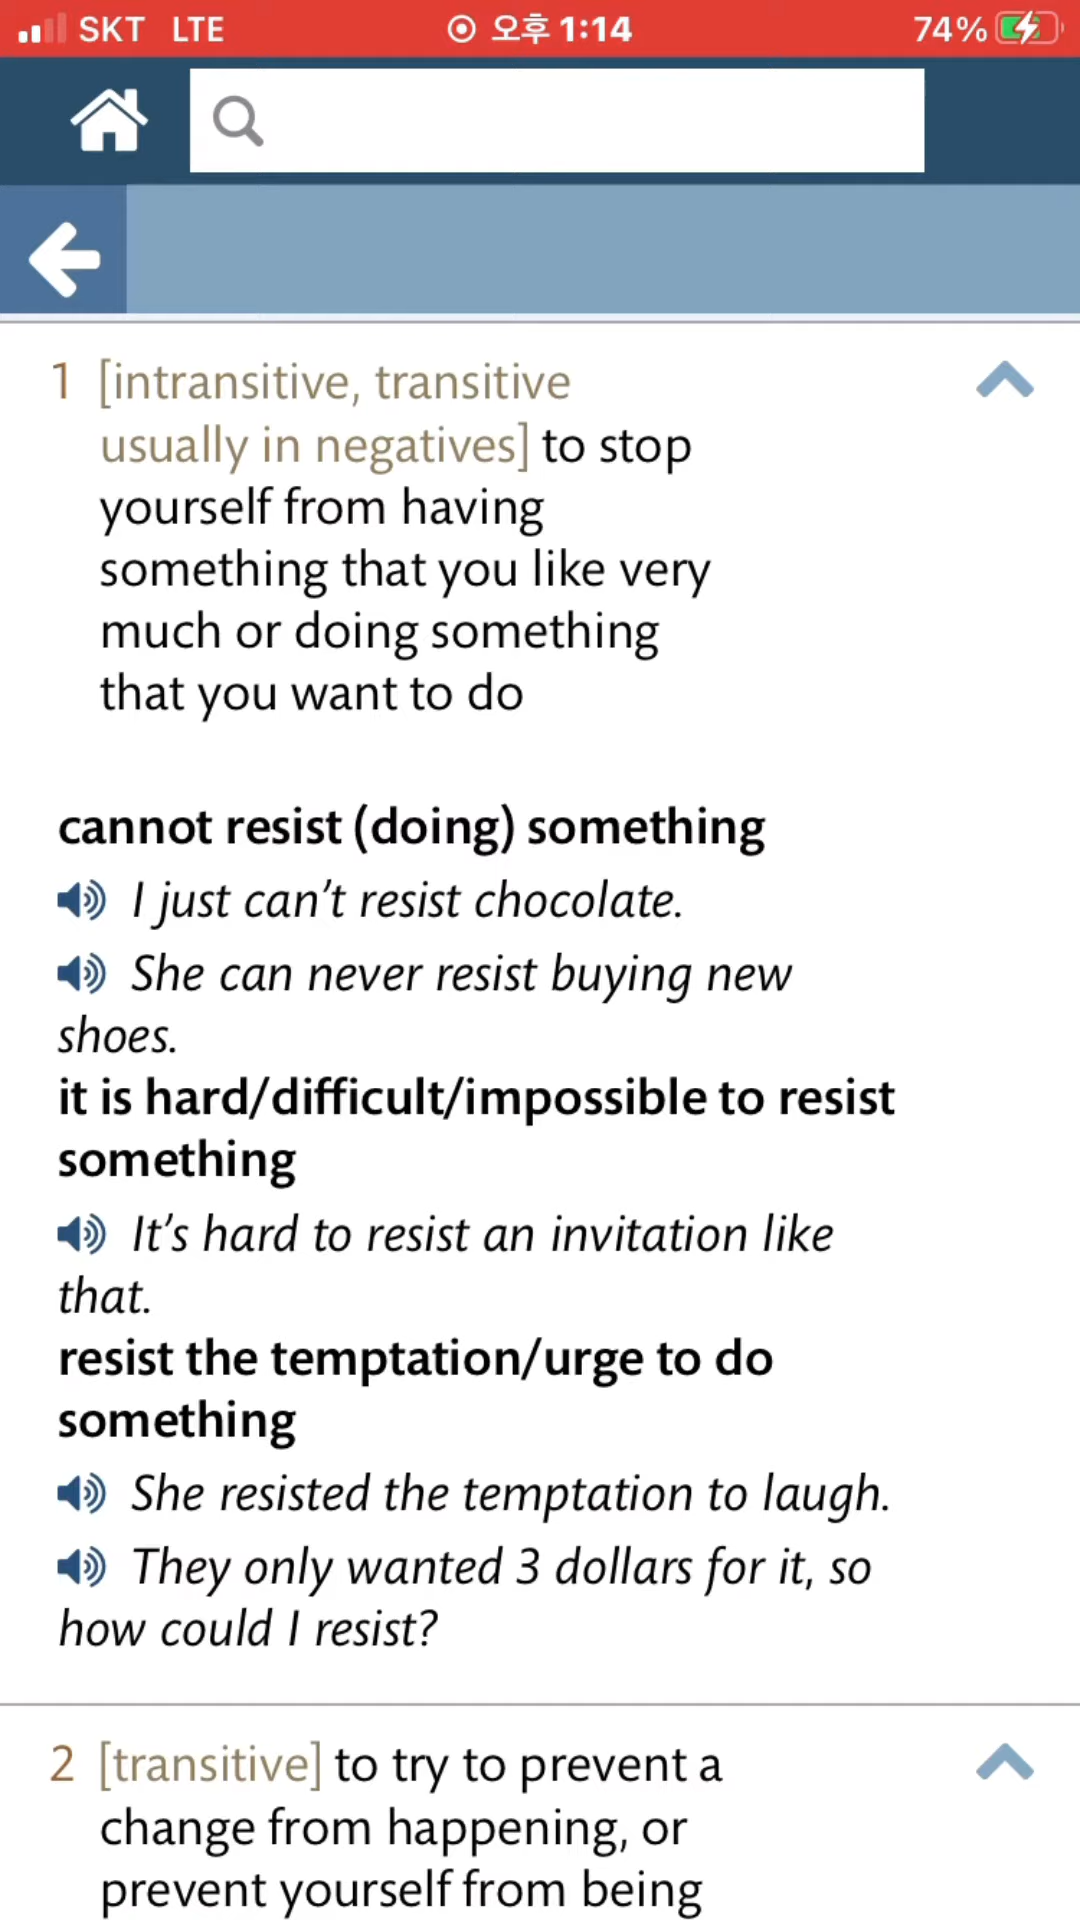 SKT LTE 오후 1:14 74%
1 [intransitive, transitive
usually in negatives] to stop
yourself from having
something that you like very
much or doing something
that you want to do
cannot resist (doing) something
I just can’t resist chocolate.
She can never resist buying new
shoes.
it is hard/difficult/impossible to resist
something
It’s hard to resist an invitation like
that.
resist the temptation/urge to do
something
She resisted the temptation to laugh.
They only wanted 3 dollars for it, so
how could I resist?
2 [transitive] to try to prevent a
change from happening, or
prevent yourself from being